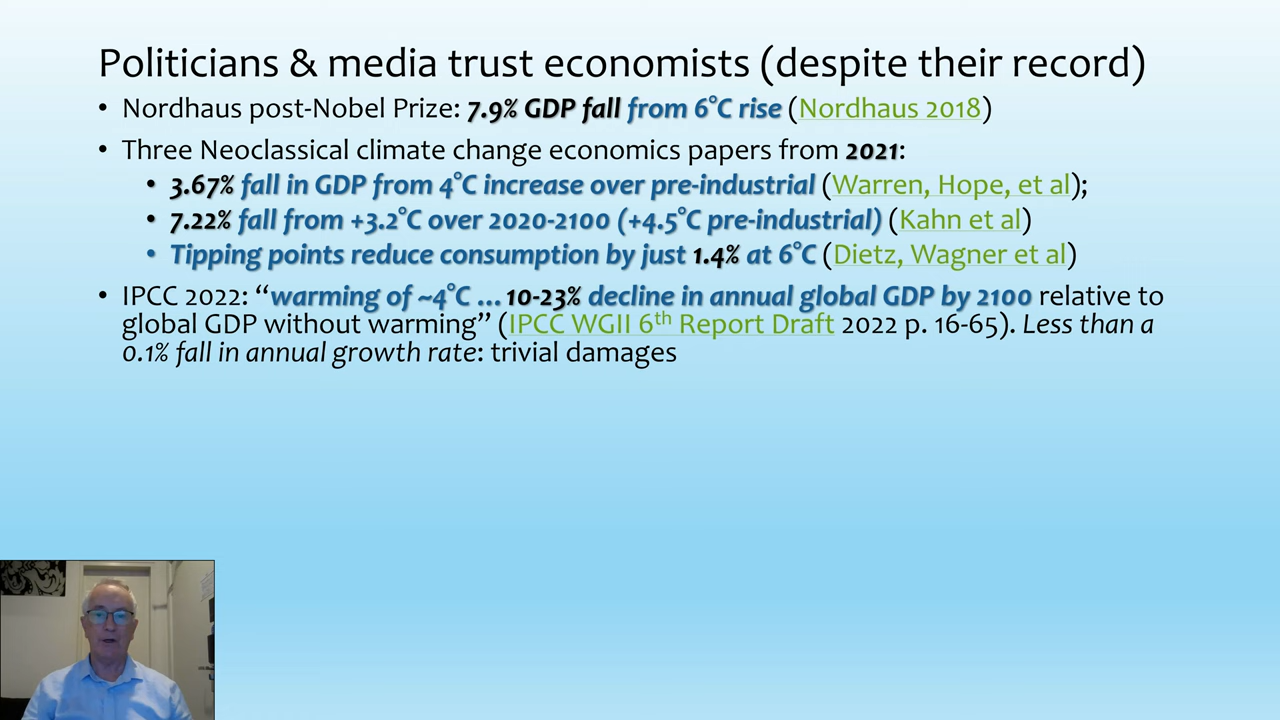 Politicians & media trust economists (despite their record)
• Nordhaus post-Nobel Prize: 7.9% GDP fall from 6°C rise (Nordhaus 2018)
• Three Neoclassical climate change economics papers from 2021:
• 3.67% fall in GDP from 4°C increase over pre-industrial (Warren, Hope, et al);
• 7.22% fall from +3.2°C over 2020-2100 (+4.5°C pre-industrial) (Kahn et al)
• Tipping points reduce consumption by just 1.4% at 6°C (Dietz, Wagner et al)
• IPCC 2022: “warming of ~4°C …10-23% decline in annual global GDP by 2100 relative to
global GDP without warming” (IPCC WGII 6th Report Draft 2022 p. 16-65). Less than a
0.1% fall in annual growth rate: trivial damages